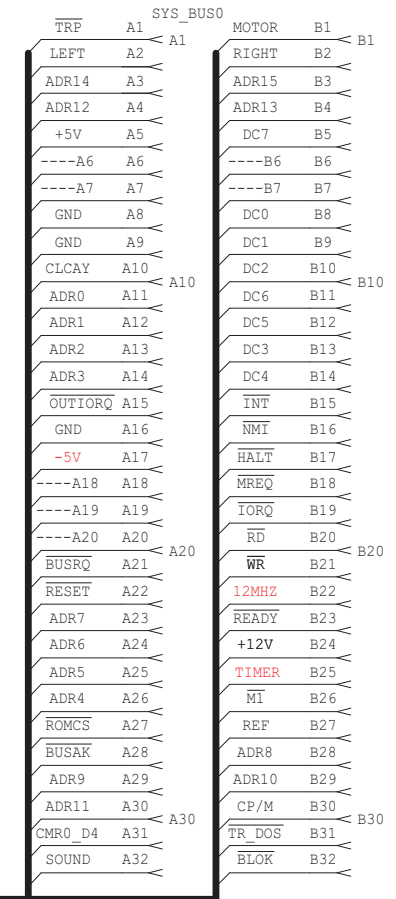 SYS_BUS0
TRP A1 MOTOR B1
A1 B1
LEFT A2 RIGHT B2
ADR14 A3 ADR15 B3
ADR12 A4 ADR13 B4
+5V A5 DC7 B5
----A6 A6 ----B6 B6
----A7 A7 ----B7 B7
GND A8 DC0 B8
GND A9 DC1 B9
CLCAY A10 DC2 B10
A10 B10
ADR0 A11 DC6 B11
ADR1 A12 DC5 B12
ADR2 A13 DC3 B13
ADR3 A14 DC4 B14
OUTIORQ A15 INT B15
GND A16 NMI B16
-5V A17 HALT B17
----A18 A18 MREQ B18
----A19 A19 IORQ B19
----A20 A20 RD B20
A20 B20
BUSRQ A21 WR B21
RESET A22 12MHZ B22
ADR7 A23 READY B23
ADR6 A24 +12V B24
ADR5 A25 TIMER B25
ADR4 A26 M1 B26
ROMCS A27 REF B27
BUSAK A28 ADR8 B28
ADR9 A29 ADR10 B29
ADR11 A30 CP/M B30
A30 B30
CMR0_D4 A31 TR_DOS B31
SOUND A32 BLOK B32